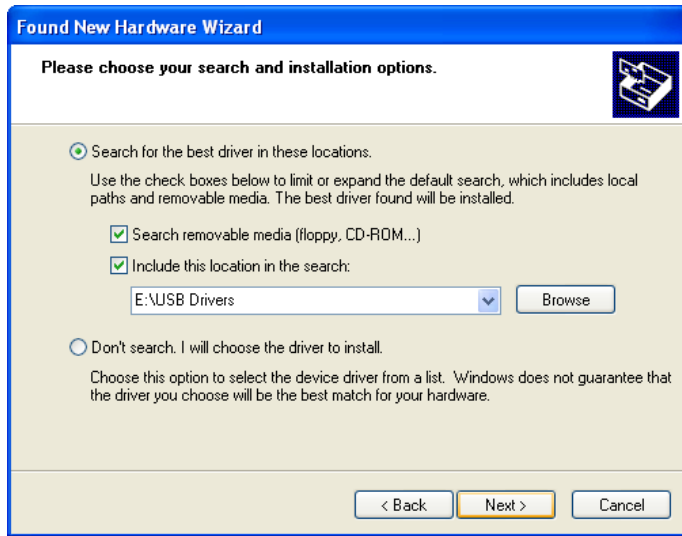 Found New Hardware Wizard
Please choose your search and installation options.
Search for the best driver in these locations.
Use the check boxes below to limit or expand the default search, which includes local
paths and removable media. The best driver found will be installed.
Search removable media (floppy, CD-ROM...)
Include this location in the search:
E:\USB Drivers
Browse
Don't search. I will choose the driver to install.
Choose this option to select the device driver from a list. Windows does not guarantee that
the driver you choose will be the best match for your hardware.
< Back
Next >
Cancel